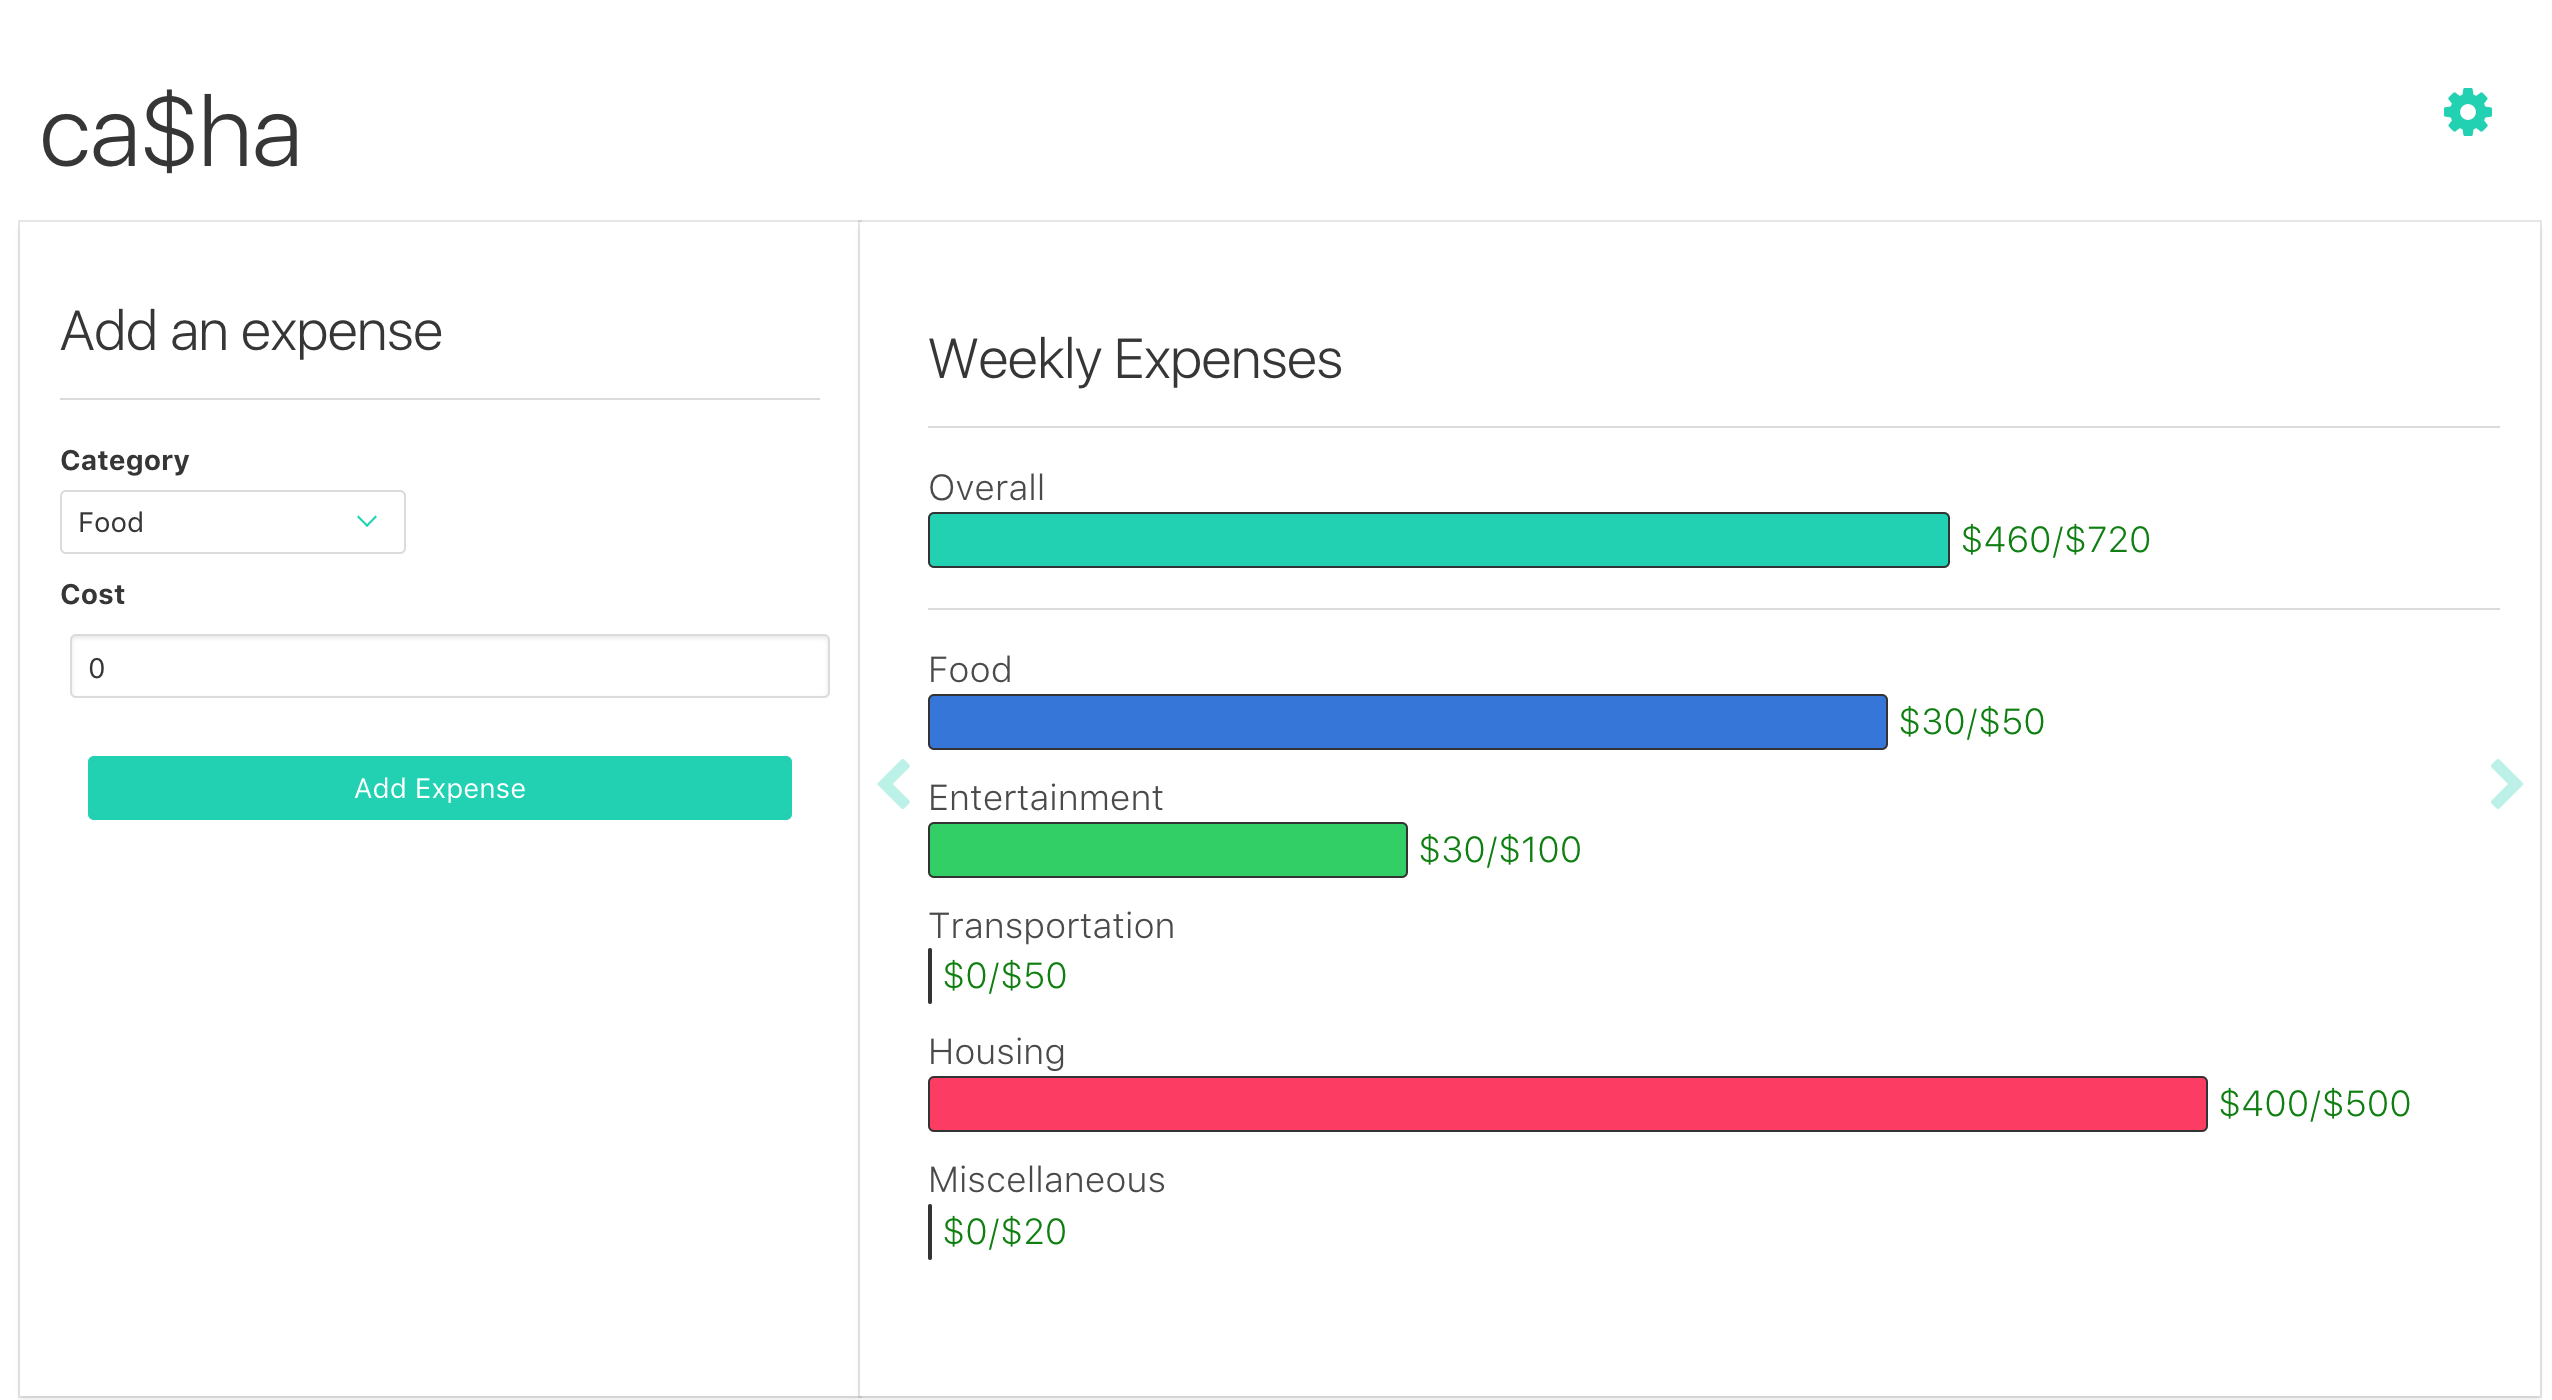 ca$ha
Add an expense
Category
Food
Cost
0
Add Expense
Weekly Expenses
Overall
$460/$720
Food
$30/$50
Entertainment
$30/$100
Transportation
$0/$50
Housing
$400/$500
Miscellaneous
$0/$20